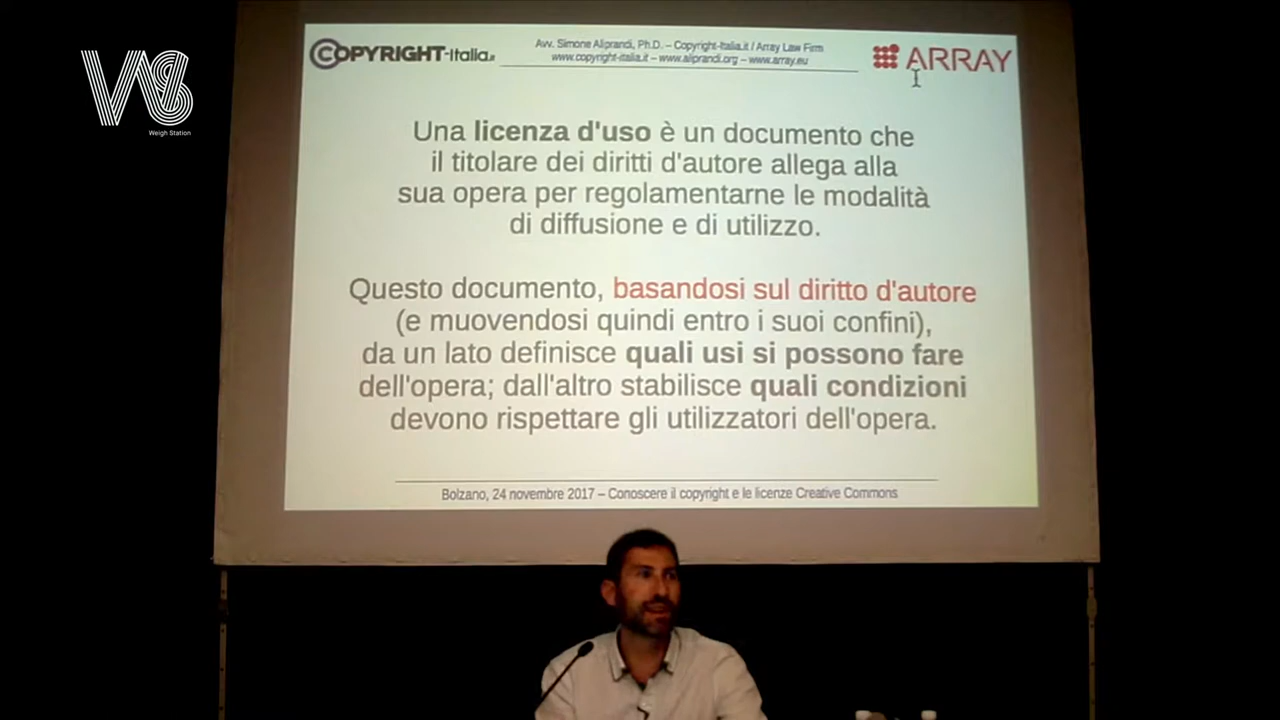 WS
Weigh Station
COPYRIGHT-Italia.it
Avv. Simone Aliprandi, Ph.D. – Copyright-Italia.it / Array Law Firm
www.copyright-italia.it – www.aliprandi.org – www.array.eu
ARRAY
Una licenza d'uso è un documento che
il titolare dei diritti d'autore allega alla
sua opera per regolamentarne le modalità
di diffusione e di utilizzo.
Questo documento, basandosi sul diritto d'autore
(e muovendosi quindi entro i suoi confini),
da un lato definisce quali usi si possono fare
dell'opera; dall'altro stabilisce quali condizioni
devono rispettare gli utilizzatori dell'opera.
Bolzano, 24 novembre 2017 – Conoscere il copyright e le licenze Creative Commons